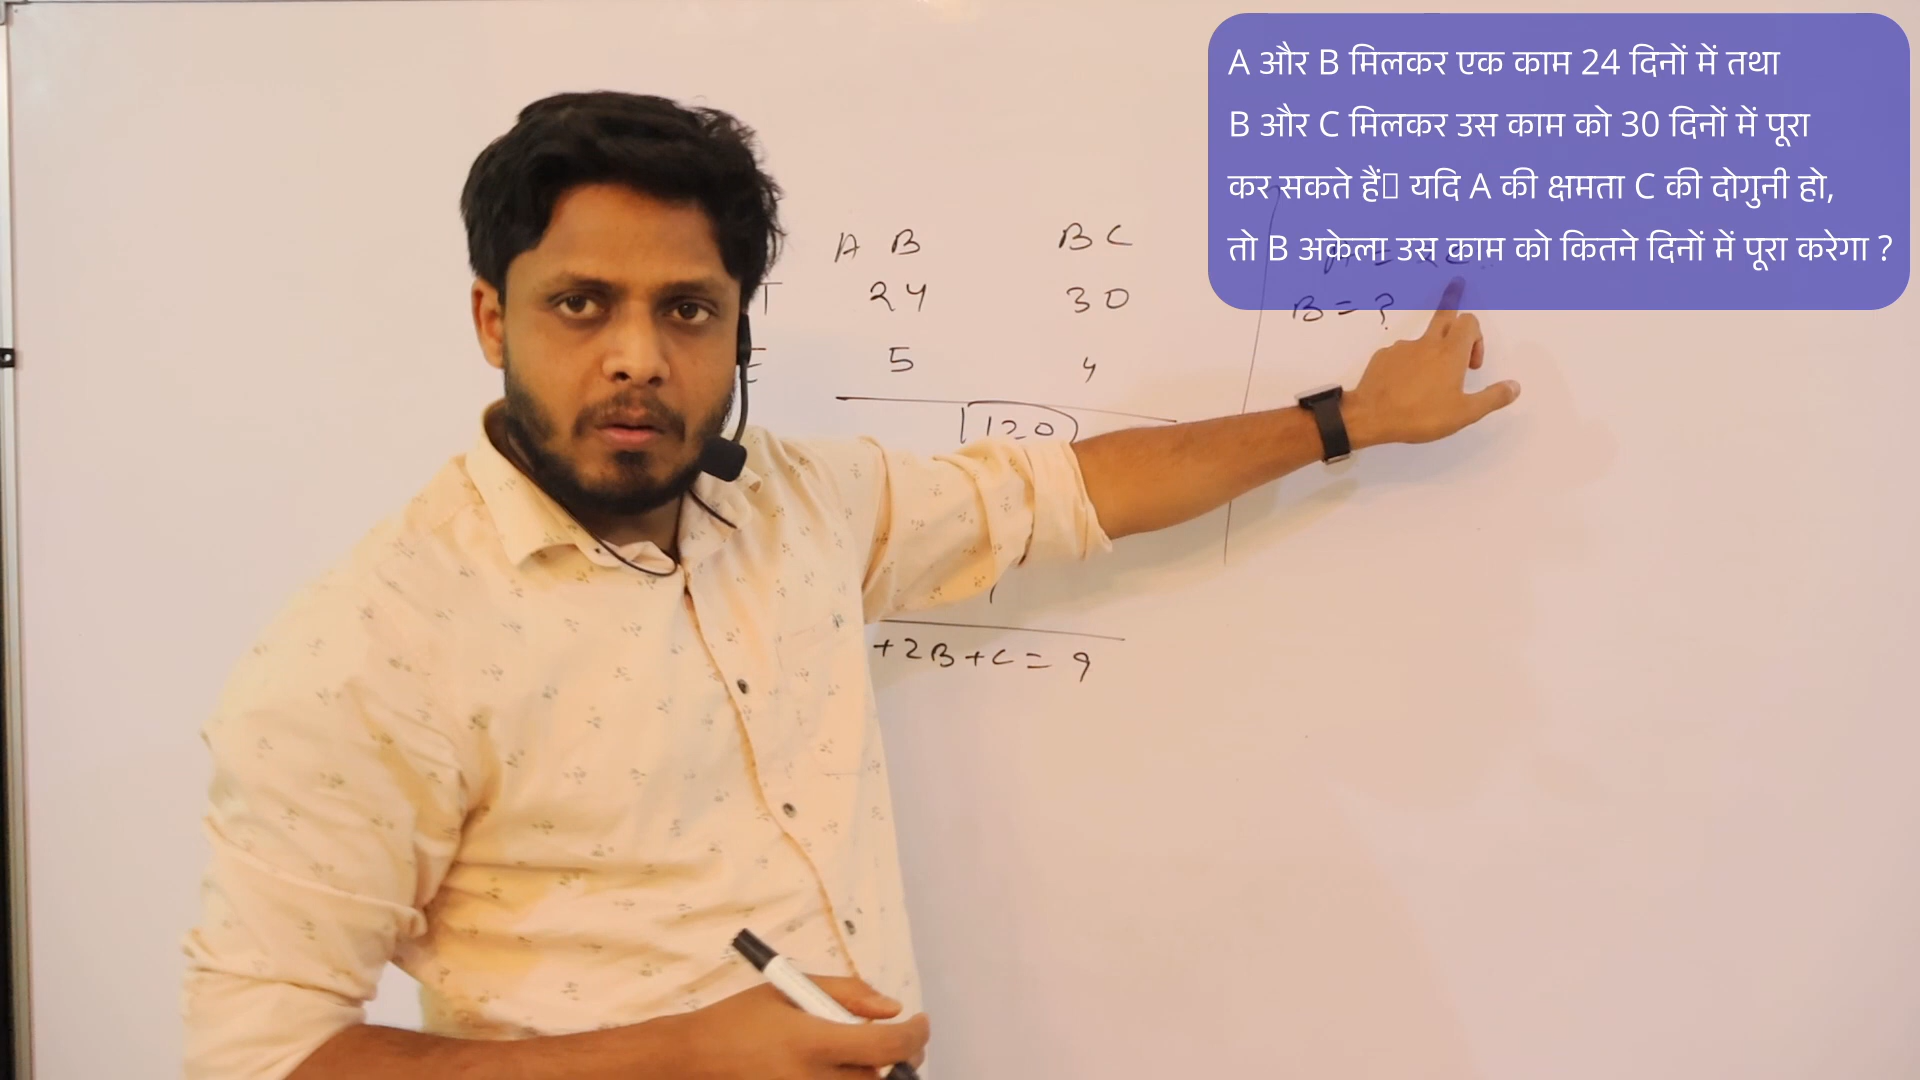 A और B मिलकर एक काम 24 दिनों में तथा
B और C मिलकर उस काम को 30 दिनों में पूरा
कर सकते हैं यदि A की क्षमता C की दोगुनी हो,
तो B अकेला उस काम को कितने दिनों में पूरा करेगा ?
A B B C
T 24 30
E 5 4
120
B = ?
+2B+C = 9